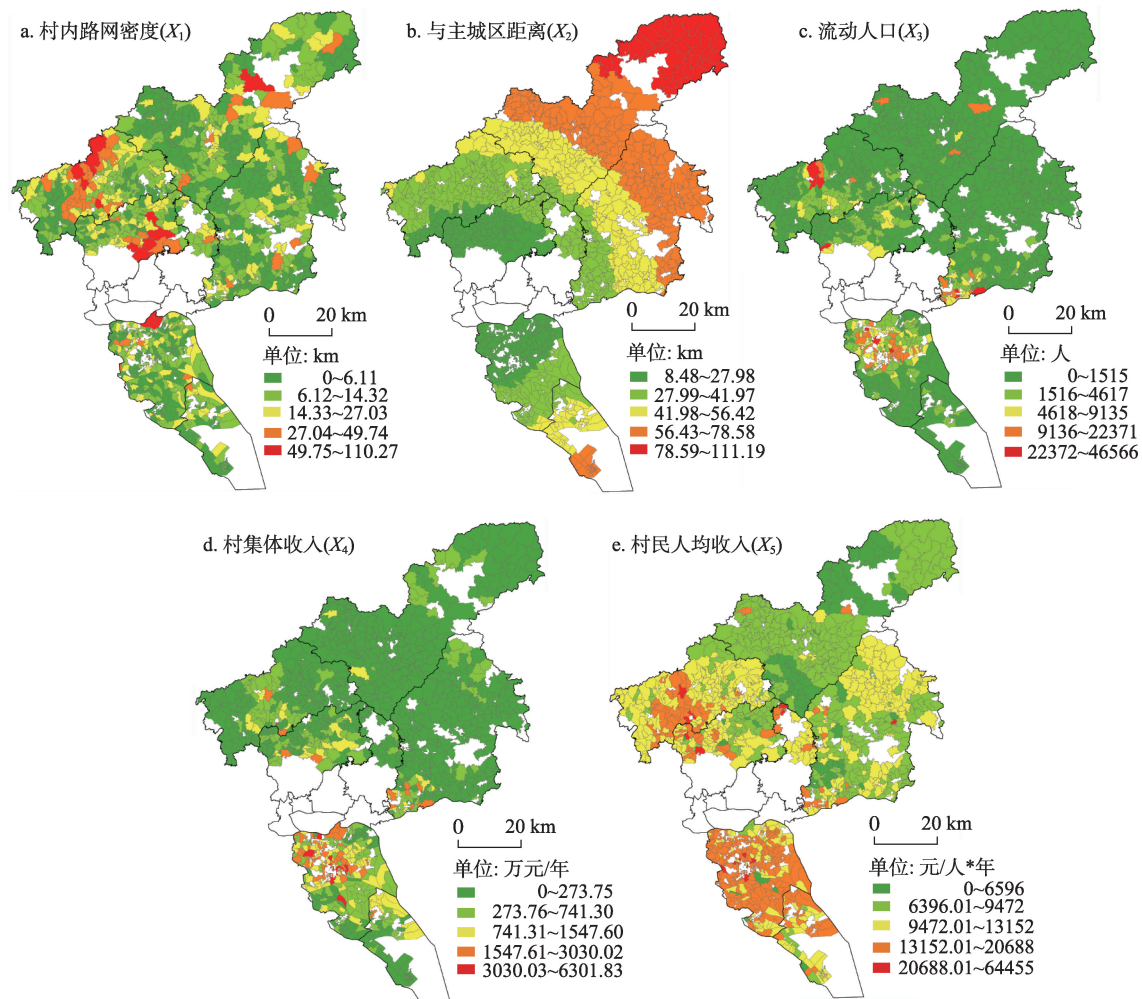 a. 村内路网密度(X₁)
0 20 km
单位: km
0~6.11
6.12~14.32
14.33~27.03
27.04~49.74
49.75~110.27
b. 与主城区距离(X₂)
0 20 km
单位: km
8.48~27.98
27.99~41.97
41.98~56.42
56.43~78.58
78.59~111.19
c. 流动人口(X₃)
0 20 km
单位: 人
0~1515
1516~4617
4618~9135
9136~22371
22372~46566
d. 村集体收入(X₄)
0 20 km
单位: 万元/年
0~273.75
273.76~741.30
741.31~1547.60
1547.61~3030.02
3030.03~6301.83
e. 村民人均收入(X₅)
0 20 km
单位: 元/人*年
0~6596
6396.01~9472
9472.01~13152
13152.01~20688
20688.01~64455